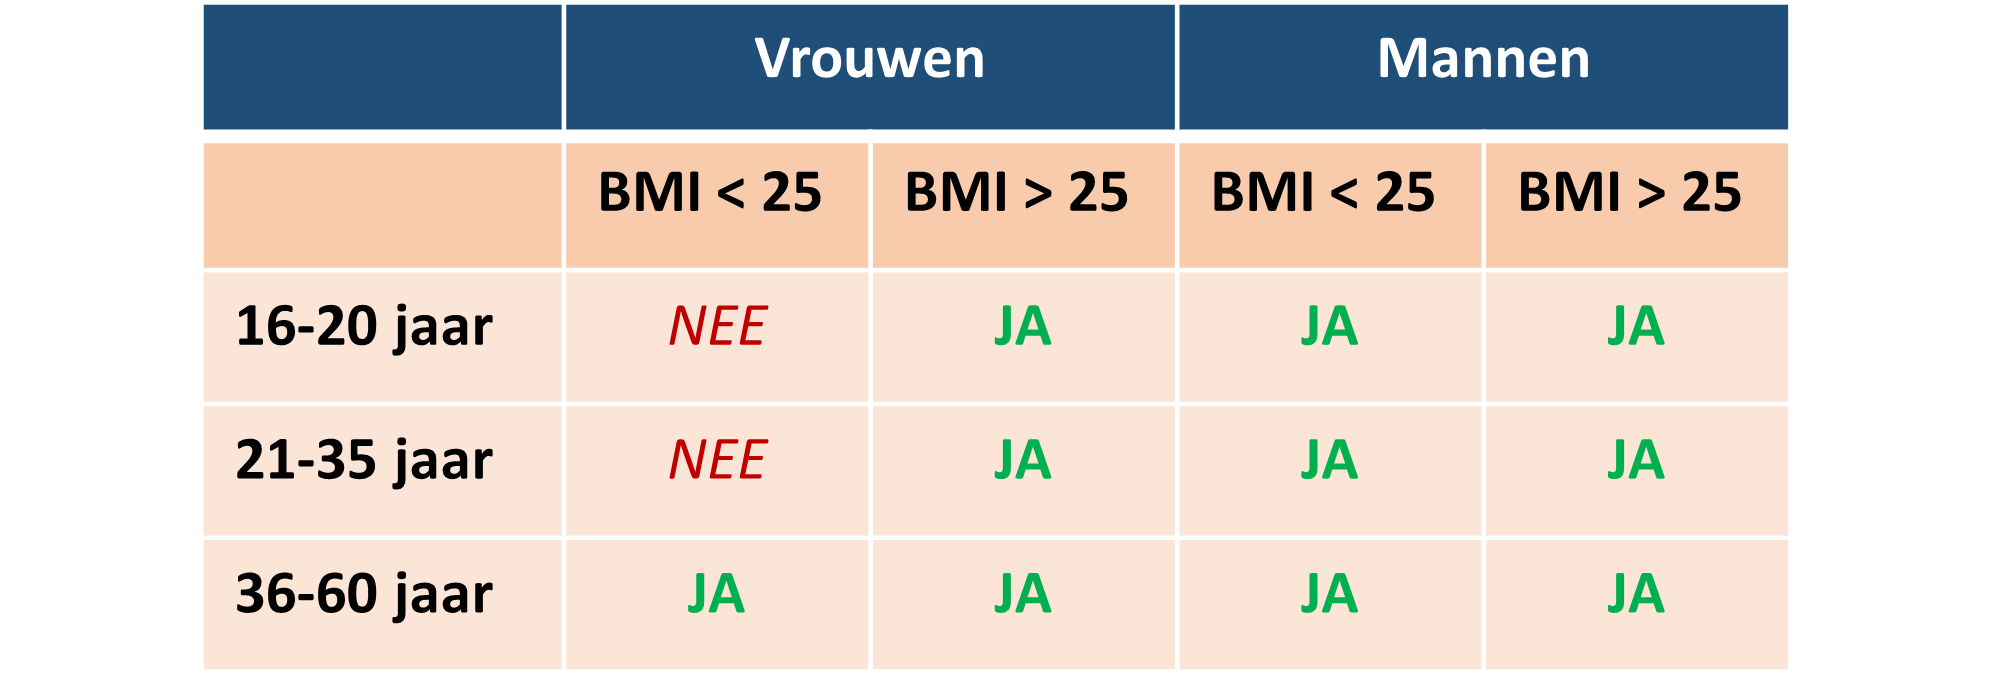 Vrouwen Mannen
BMI < 25 BMI > 25 BMI < 25 BMI > 25
16-20 jaar NEE JA JA JA
21-35 jaar NEE JA JA JA
36-60 jaar JA JA JA JA